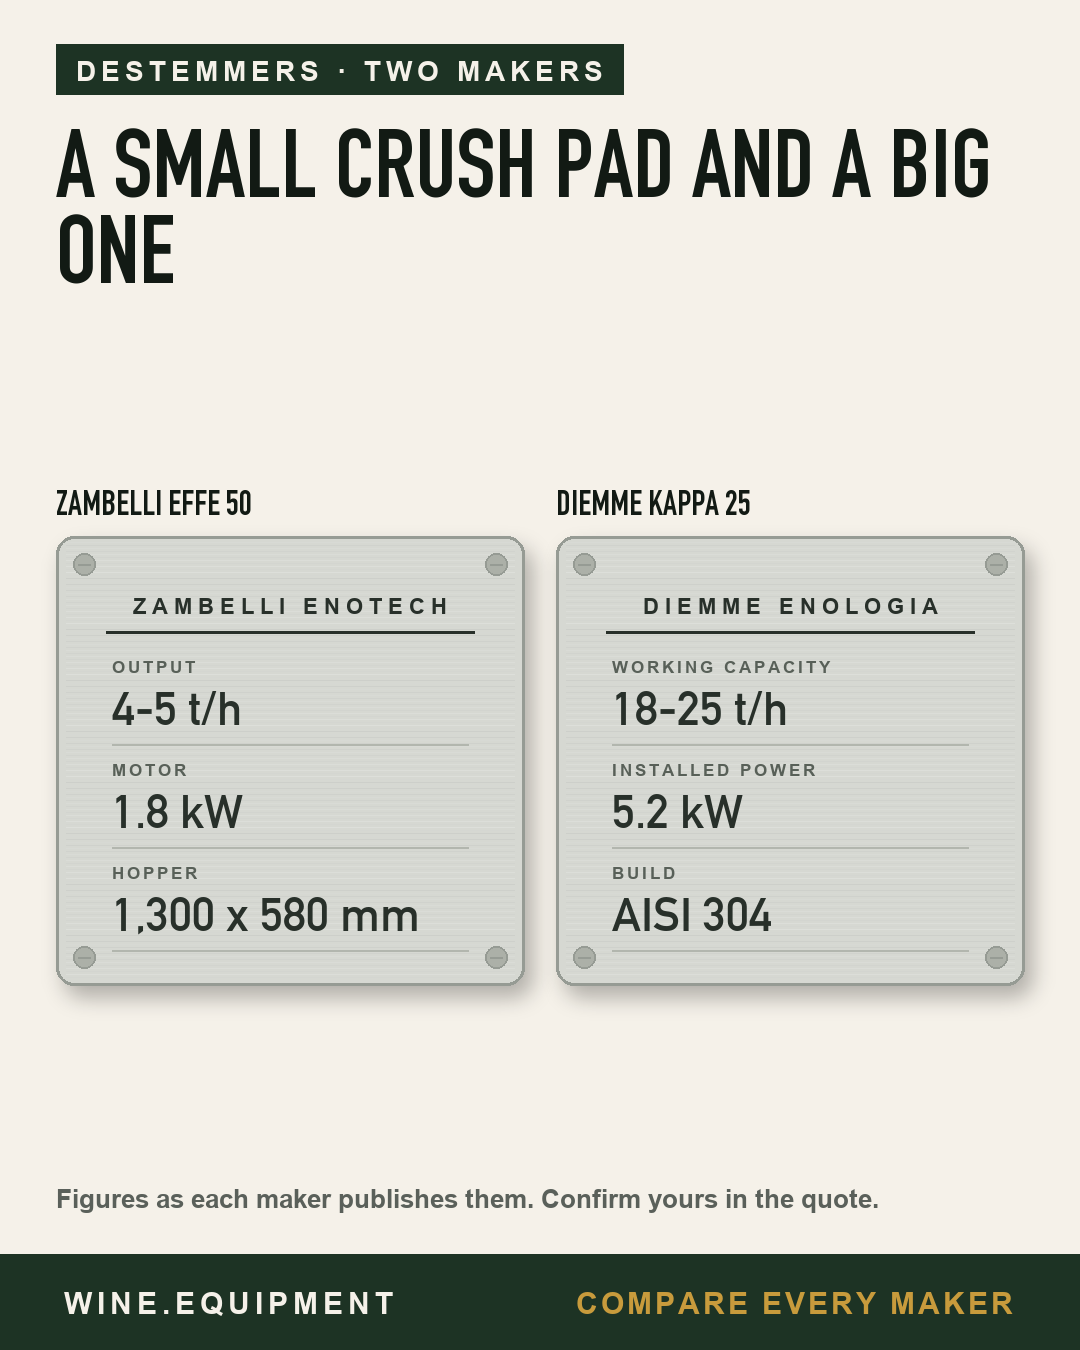 DESTEMMERS · TWO MAKERS
A SMALL CRUSH PAD AND A BIG
ONE
ZAMBELLI EFFE 50
ZAMBELLI ENOTECH
OUTPUT
4-5 t/h
MOTOR
1.8 kW
HOPPER
1,300 x 580 mm
DIEMME KAPPA 25
DIEMME ENOLOGIA
WORKING CAPACITY
18-25 t/h
INSTALLED POWER
5.2 kW
BUILD
AISI 304
Figures as each maker publishes them. Confirm yours in the quote.
WINE.EQUIPMENT
COMPARE EVERY MAKER